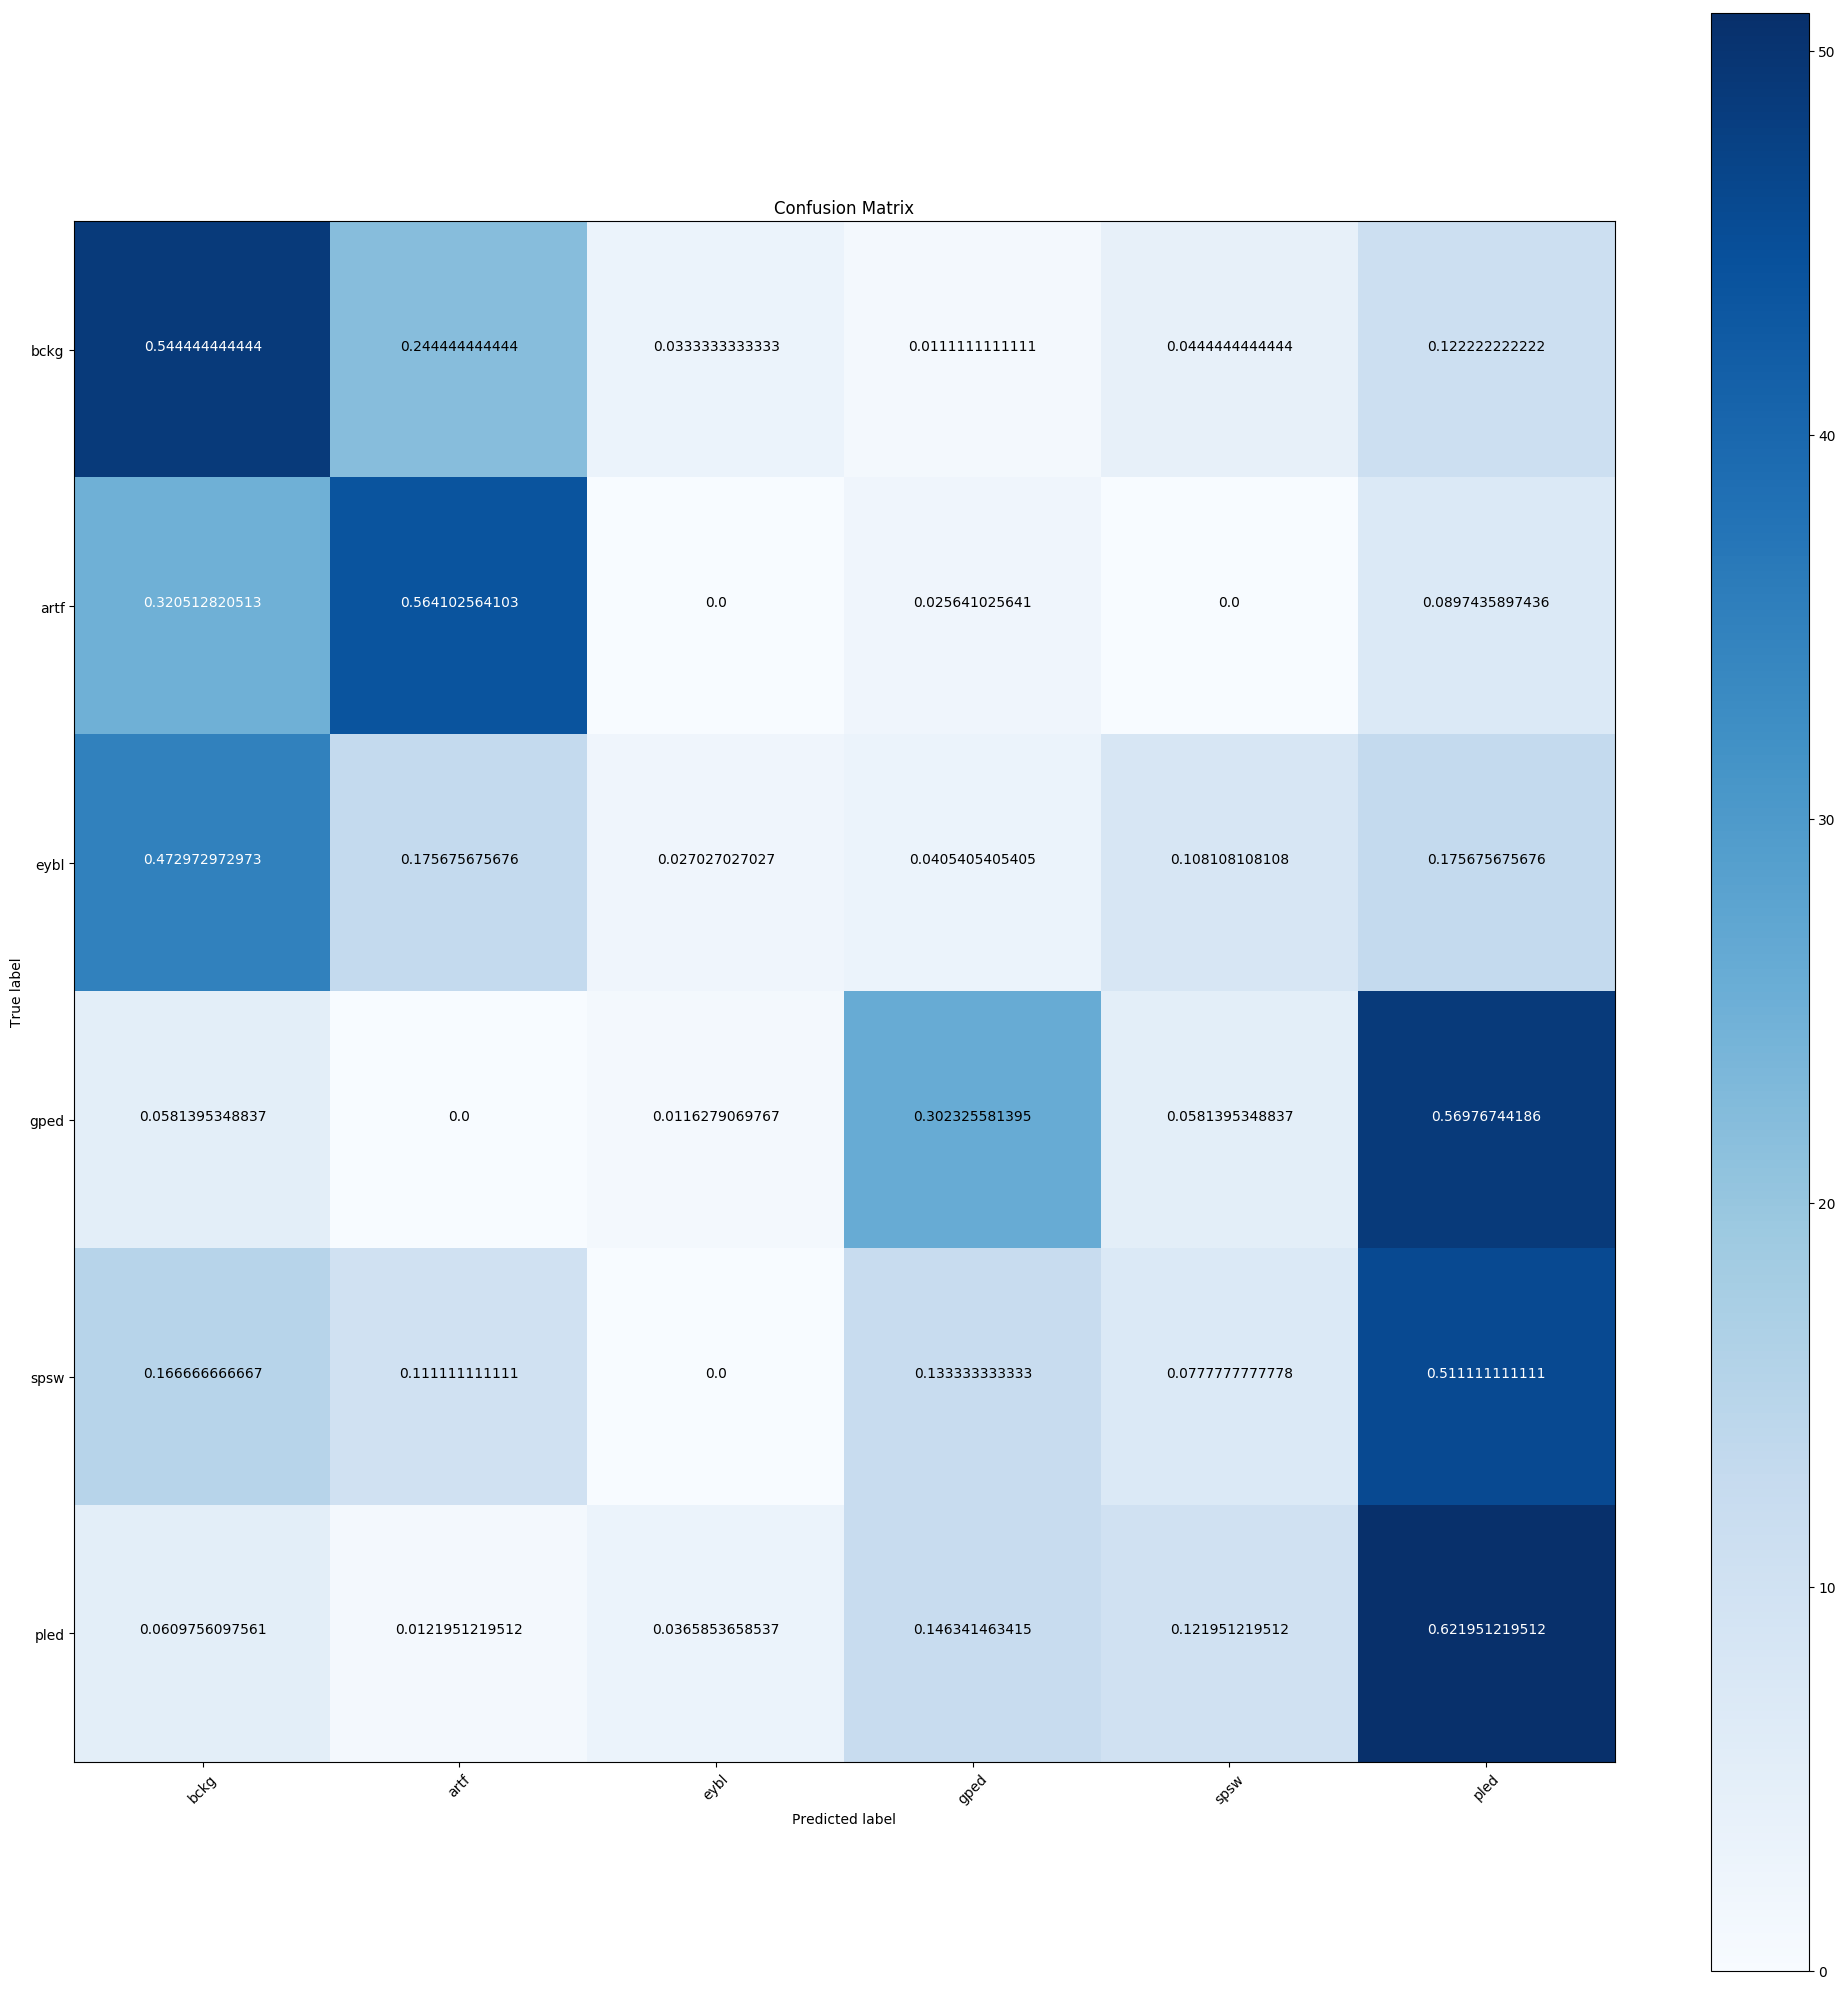 Confusion Matrix
bckg 0.544444444444 0.244444444444 0.0333333333333 0.0111111111111 0.0444444444444 0.122222222222
artf 0.320512820513 0.564102564103 0.0 0.025641025641 0.0 0.0897435897436
eybl 0.472972972973 0.175675675676 0.027027027027 0.0405405405405 0.108108108108 0.175675675676
gped 0.0581395348837 0.0 0.0116279069767 0.302325581395 0.0581395348837 0.56976744186
spsw 0.166666666667 0.111111111111 0.0 0.133333333333 0.0777777777778 0.511111111111
pled 0.0609756097561 0.0121951219512 0.0365853658537 0.146341463415 0.121951219512 0.621951219512
bckg artf eybl gped spsw pled
Predicted label
True label
50
40
30
20
10
0